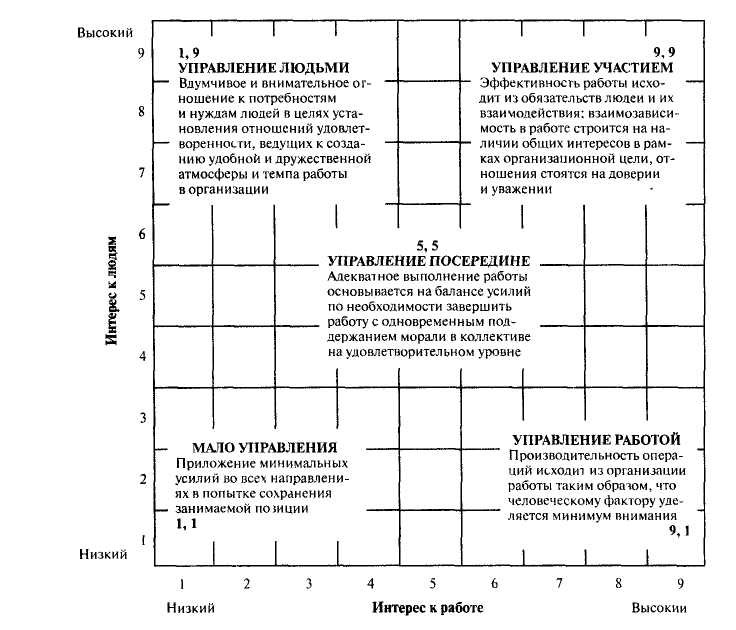 Высокий
9
1, 9
УПРАВЛЕНИЕ ЛЮДЬМИ
Вдумчивое и внимательное от-
ношение к потребностям
и нуждам людей в целях уста-
новления отношений удовлет-
воренности, ведущих к созда-
нию удобной и дружественной
атмосферы и темпа работы
в организации
9, 9
УПРАВЛЕНИЕ УЧАСТИЕМ
Эффективность работы исхо-
дит из обязательств людеи и их
взаимодействия; взаимозависи-
мость в работе строится на на-
личии общих интересов в рам-
ках организационной цели, от-
ношения стоятся на доверии
и уважении
8
7
6
5
4
Интерес к людям
5, 5
УПРАВЛЕНИЕ ПОСЕРЕДИНЕ
Адекватное выполнение работы
основывается на балансе усилий
по необходимости завершить
работу с одновременным под-
держанием морали в коллективе
на удовлетворительном уровне
3
2
1
Низкий
МАЛО УПРАВЛЕНИЯ
Приложение минимальных
усилий во всех направлени-
ях в попытке сохранения
занимаемой позиции
1, 1
УПРАВЛЕНИЕ РАБОТОЙ
Производительность опера-
ций исходит из организации
работы таким образом, что
человеческому фактору уде-
ляется минимум внимания
9, 1
1 2 3 4 5 6 7 8 9
Низкий Интерес к работе Высокии